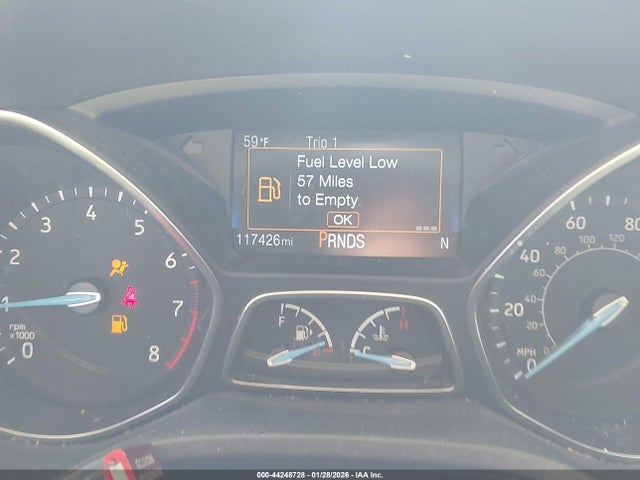 59°F Trip 1
Fuel Level Low
57 Miles
to Empty
OK
117426mi PRNDS N
0 1 2 3 4 5 6 7 8
rpm
x1000
F
C H
0 20 40 60 80
20 40 60 80 100 120
MPH
000-44248728 - 01/28/2026 - IAA Inc.